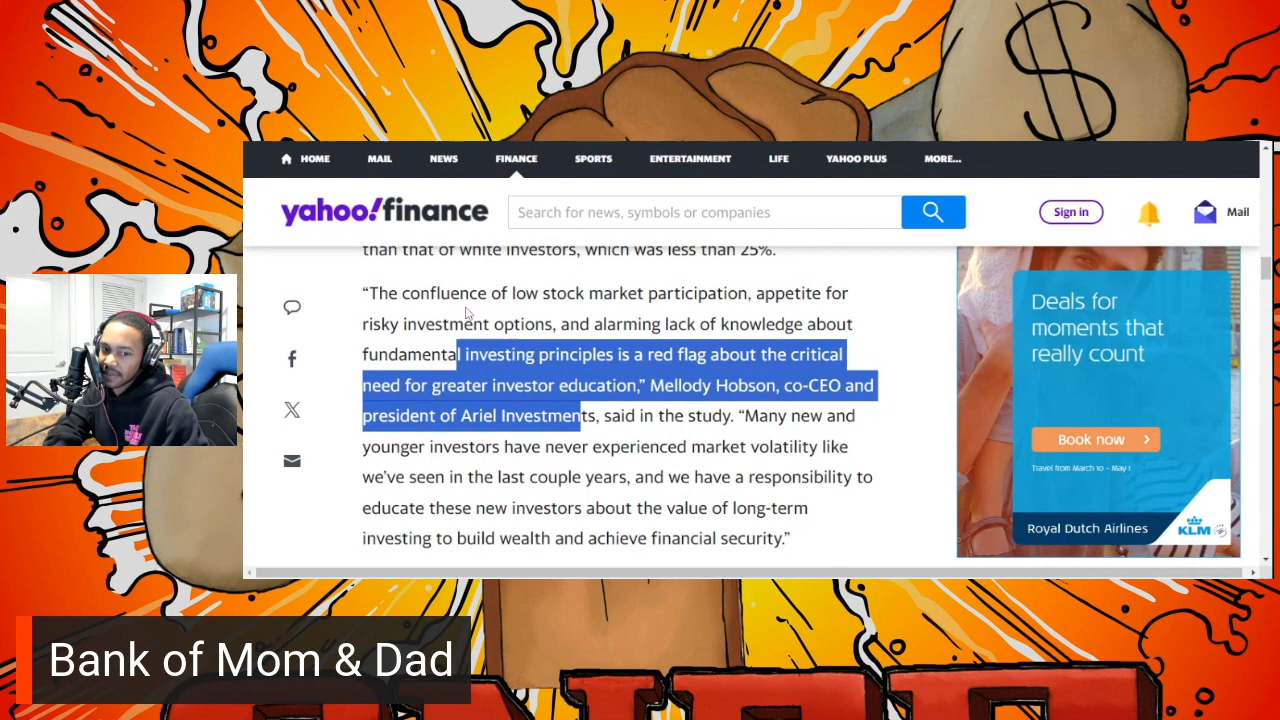 HOME MAIL NEWS FINANCE SPORTS ENTERTAINMENT LIFE YAHOO PLUS MORE...
yahoo!finance Search for news, symbols or companies Sign in Mail
than that of white investors, which was less than 25%.
“The confluence of low stock market participation, appetite for
risky investment options, and alarming lack of knowledge about
fundamental investing principles is a red flag about the critical
need for greater investor education,” Mellody Hobson, co-CEO and
president of Ariel Investments, said in the study. “Many new and
younger investors have never experienced market volatility like
we’ve seen in the last couple years, and we have a responsibility to
educate these new investors about the value of long-term
investing to build wealth and achieve financial security.”
Deals for
moments that
really count
Book now
Travel from March 10 - May 1
Royal Dutch Airlines KLM
Bank of Mom & Dad